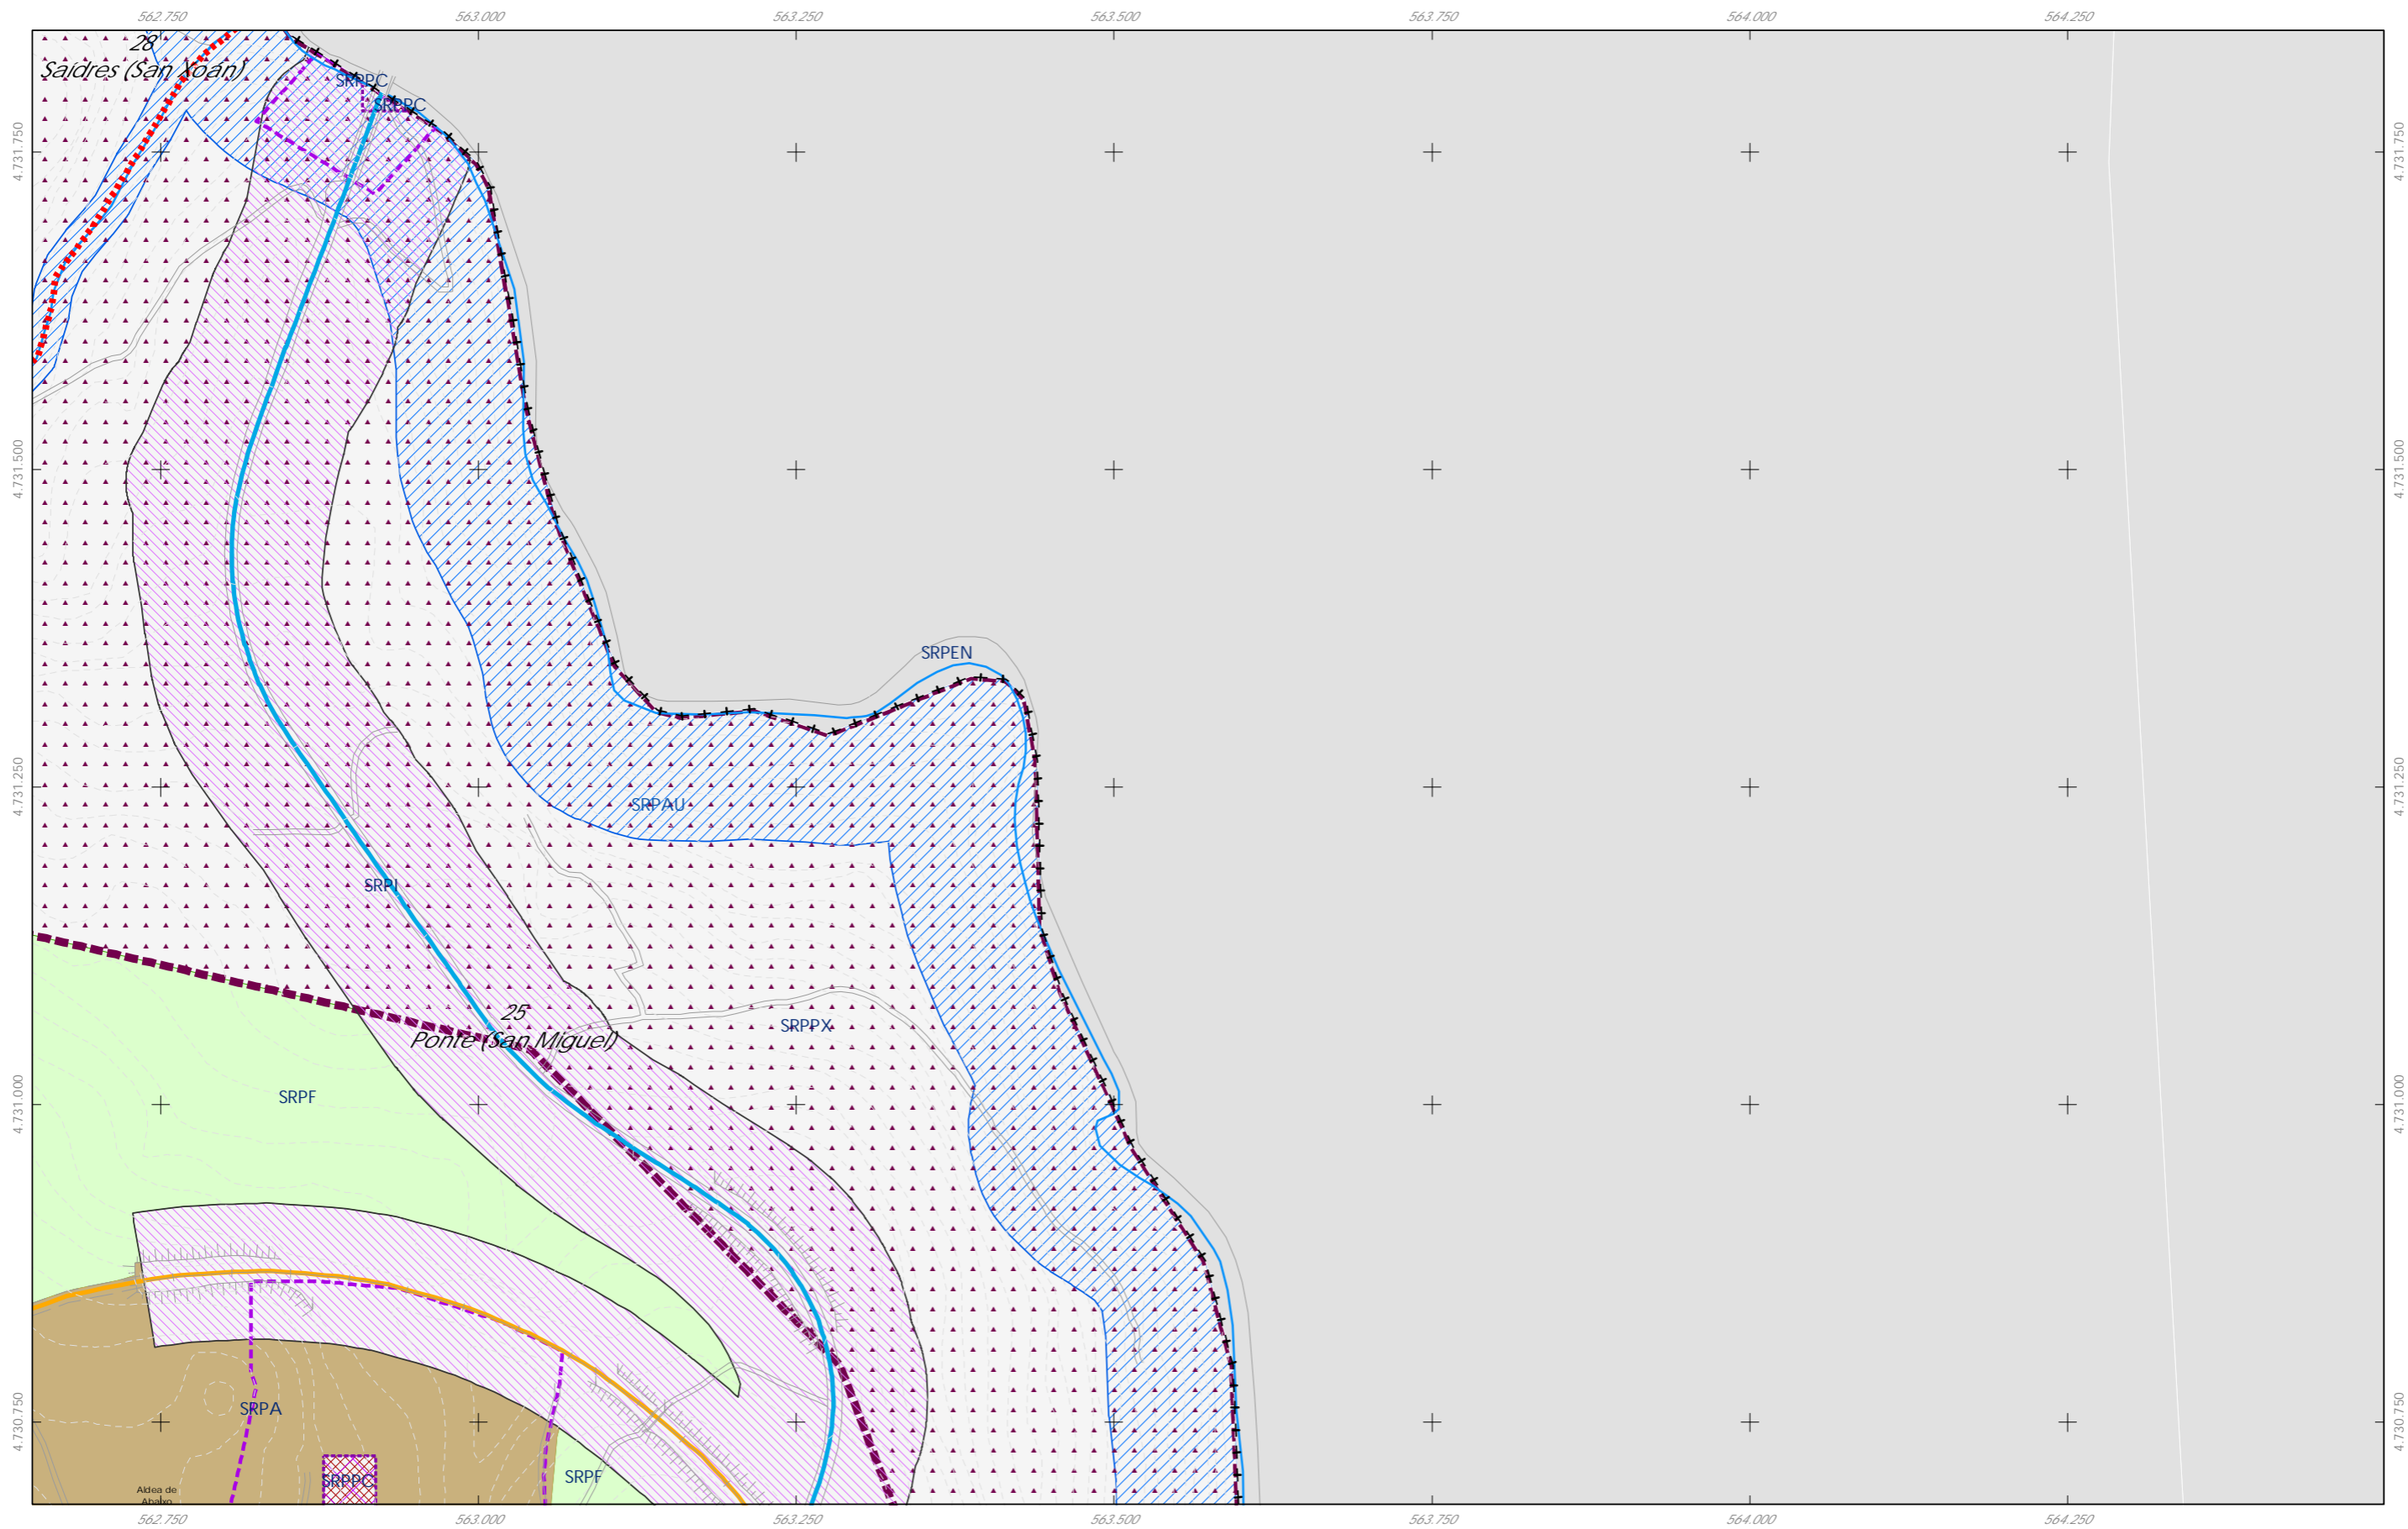 562.750 563.000 563.250 563.500 563.750 564.000 564.250
28
Saídres (San Xoán)
SRPPC
SRPPC
4.731.750 4.731.750
4.731.500 4.731.500
SRPEN
4.731.250 4.731.250
SRPAU
SRPI
25
SRPPX
Ponte (San Miguel)
SRPF
4.731.000 4.731.000
SRPA
4.730.750 4.730.750
SRPF
SRPPC
Aldea de
Abaixo
562.750 563.000 563.250 563.500 563.750 564.000 564.250